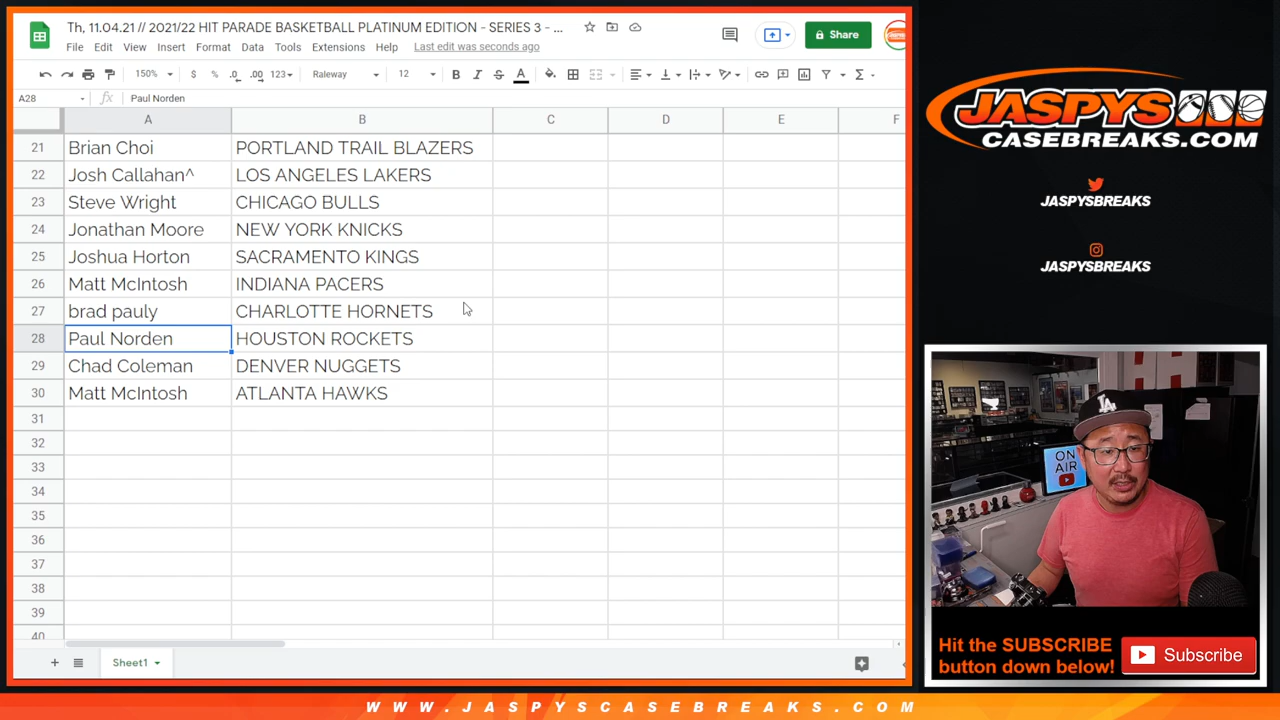 Th, 11.04.21 // 2021/22 HIT PARADE BASKETBALL PLATINUM EDITION - SERIES 3 - ...
File Edit View Insert Format Data Tools Extensions Help Last edit was seconds ago
Share
150% $ % .0 .00 123 Raleway 12 B I S A
A28 fx Paul Norden
A B C D E F
21 Brian Choi PORTLAND TRAIL BLAZERS
22 Josh Callahan^ LOS ANGELES LAKERS
23 Steve Wright CHICAGO BULLS
24 Jonathan Moore NEW YORK KNICKS
25 Joshua Horton SACRAMENTO KINGS
26 Matt McIntosh INDIANA PACERS
27 brad pauly CHARLOTTE HORNETS
28 Paul Norden HOUSTON ROCKETS
29 Chad Coleman DENVER NUGGETS
30 Matt McIntosh ATLANTA HAWKS
31
32
33
34
35
36
37
38
39
40
Sheet1
JASPYS
CASEBREAKS.COM
JASPYSBREAKS
JASPYSBREAKS
LA
ON
AIR
Hit the SUBSCRIBE
button down below!
Subscribe
WWW.JASPYSCASEBREAKS.COM